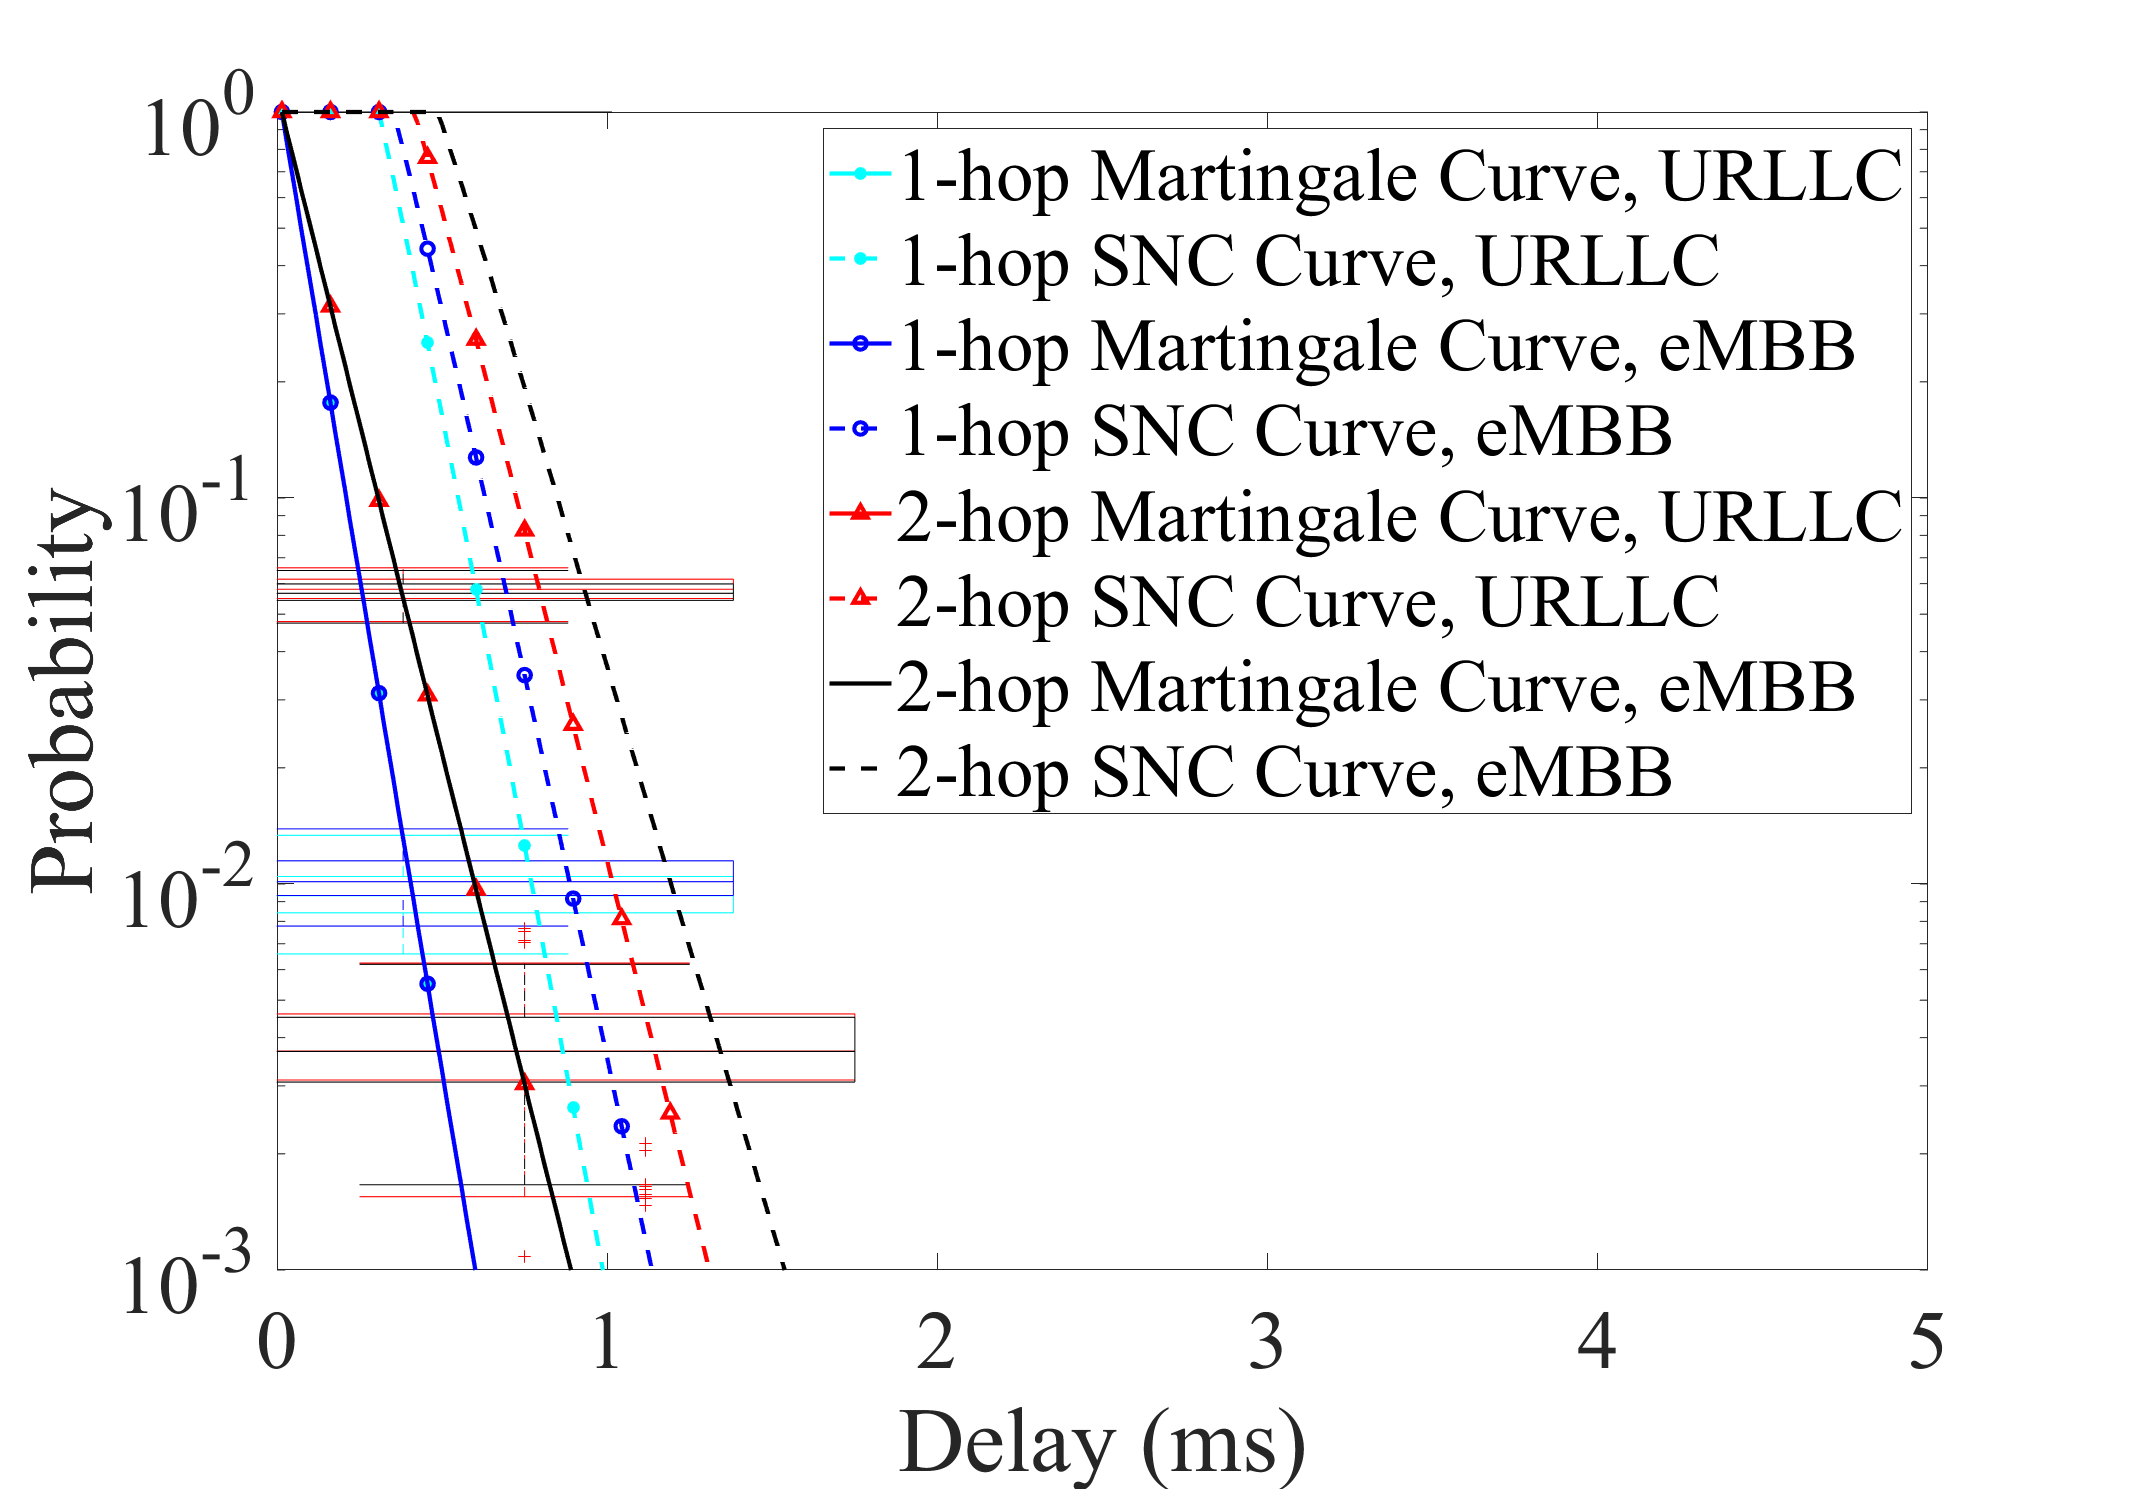 10^0
10^-1
10^-2
10^-3
Probability
1-hop Martingale Curve, URLLC
1-hop SNC Curve, URLLC
1-hop Martingale Curve, eMBB
1-hop SNC Curve, eMBB
2-hop Martingale Curve, URLLC
2-hop SNC Curve, URLLC
2-hop Martingale Curve, eMBB
2-hop SNC Curve, eMBB
0 1 2 3 4 5
Delay (ms)